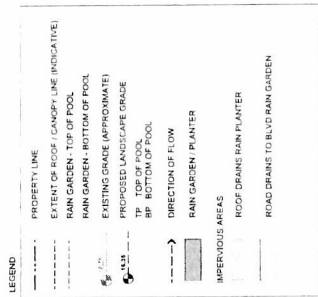 LEGEND
PROPERTY LINE
EXTENT OF ROOF / CANOPY LINE (INDICATIVE)
RAIN GARDEN - TOP OF POOL
RAIN GARDEN - BOTTOM OF POOL
EXISTING GRADE (APPROXIMATE)
16.35 PROPOSED LANDSCAPE GRADE
TP TOP OF POOL
BP BOTTOM OF POOL
DIRECTION OF FLOW
RAIN GARDEN / PLANTER
IMPERVIOUS AREAS
ROOF DRAINS RAIN PLANTER
ROAD DRAINS TO BLVD RAIN GARDEN